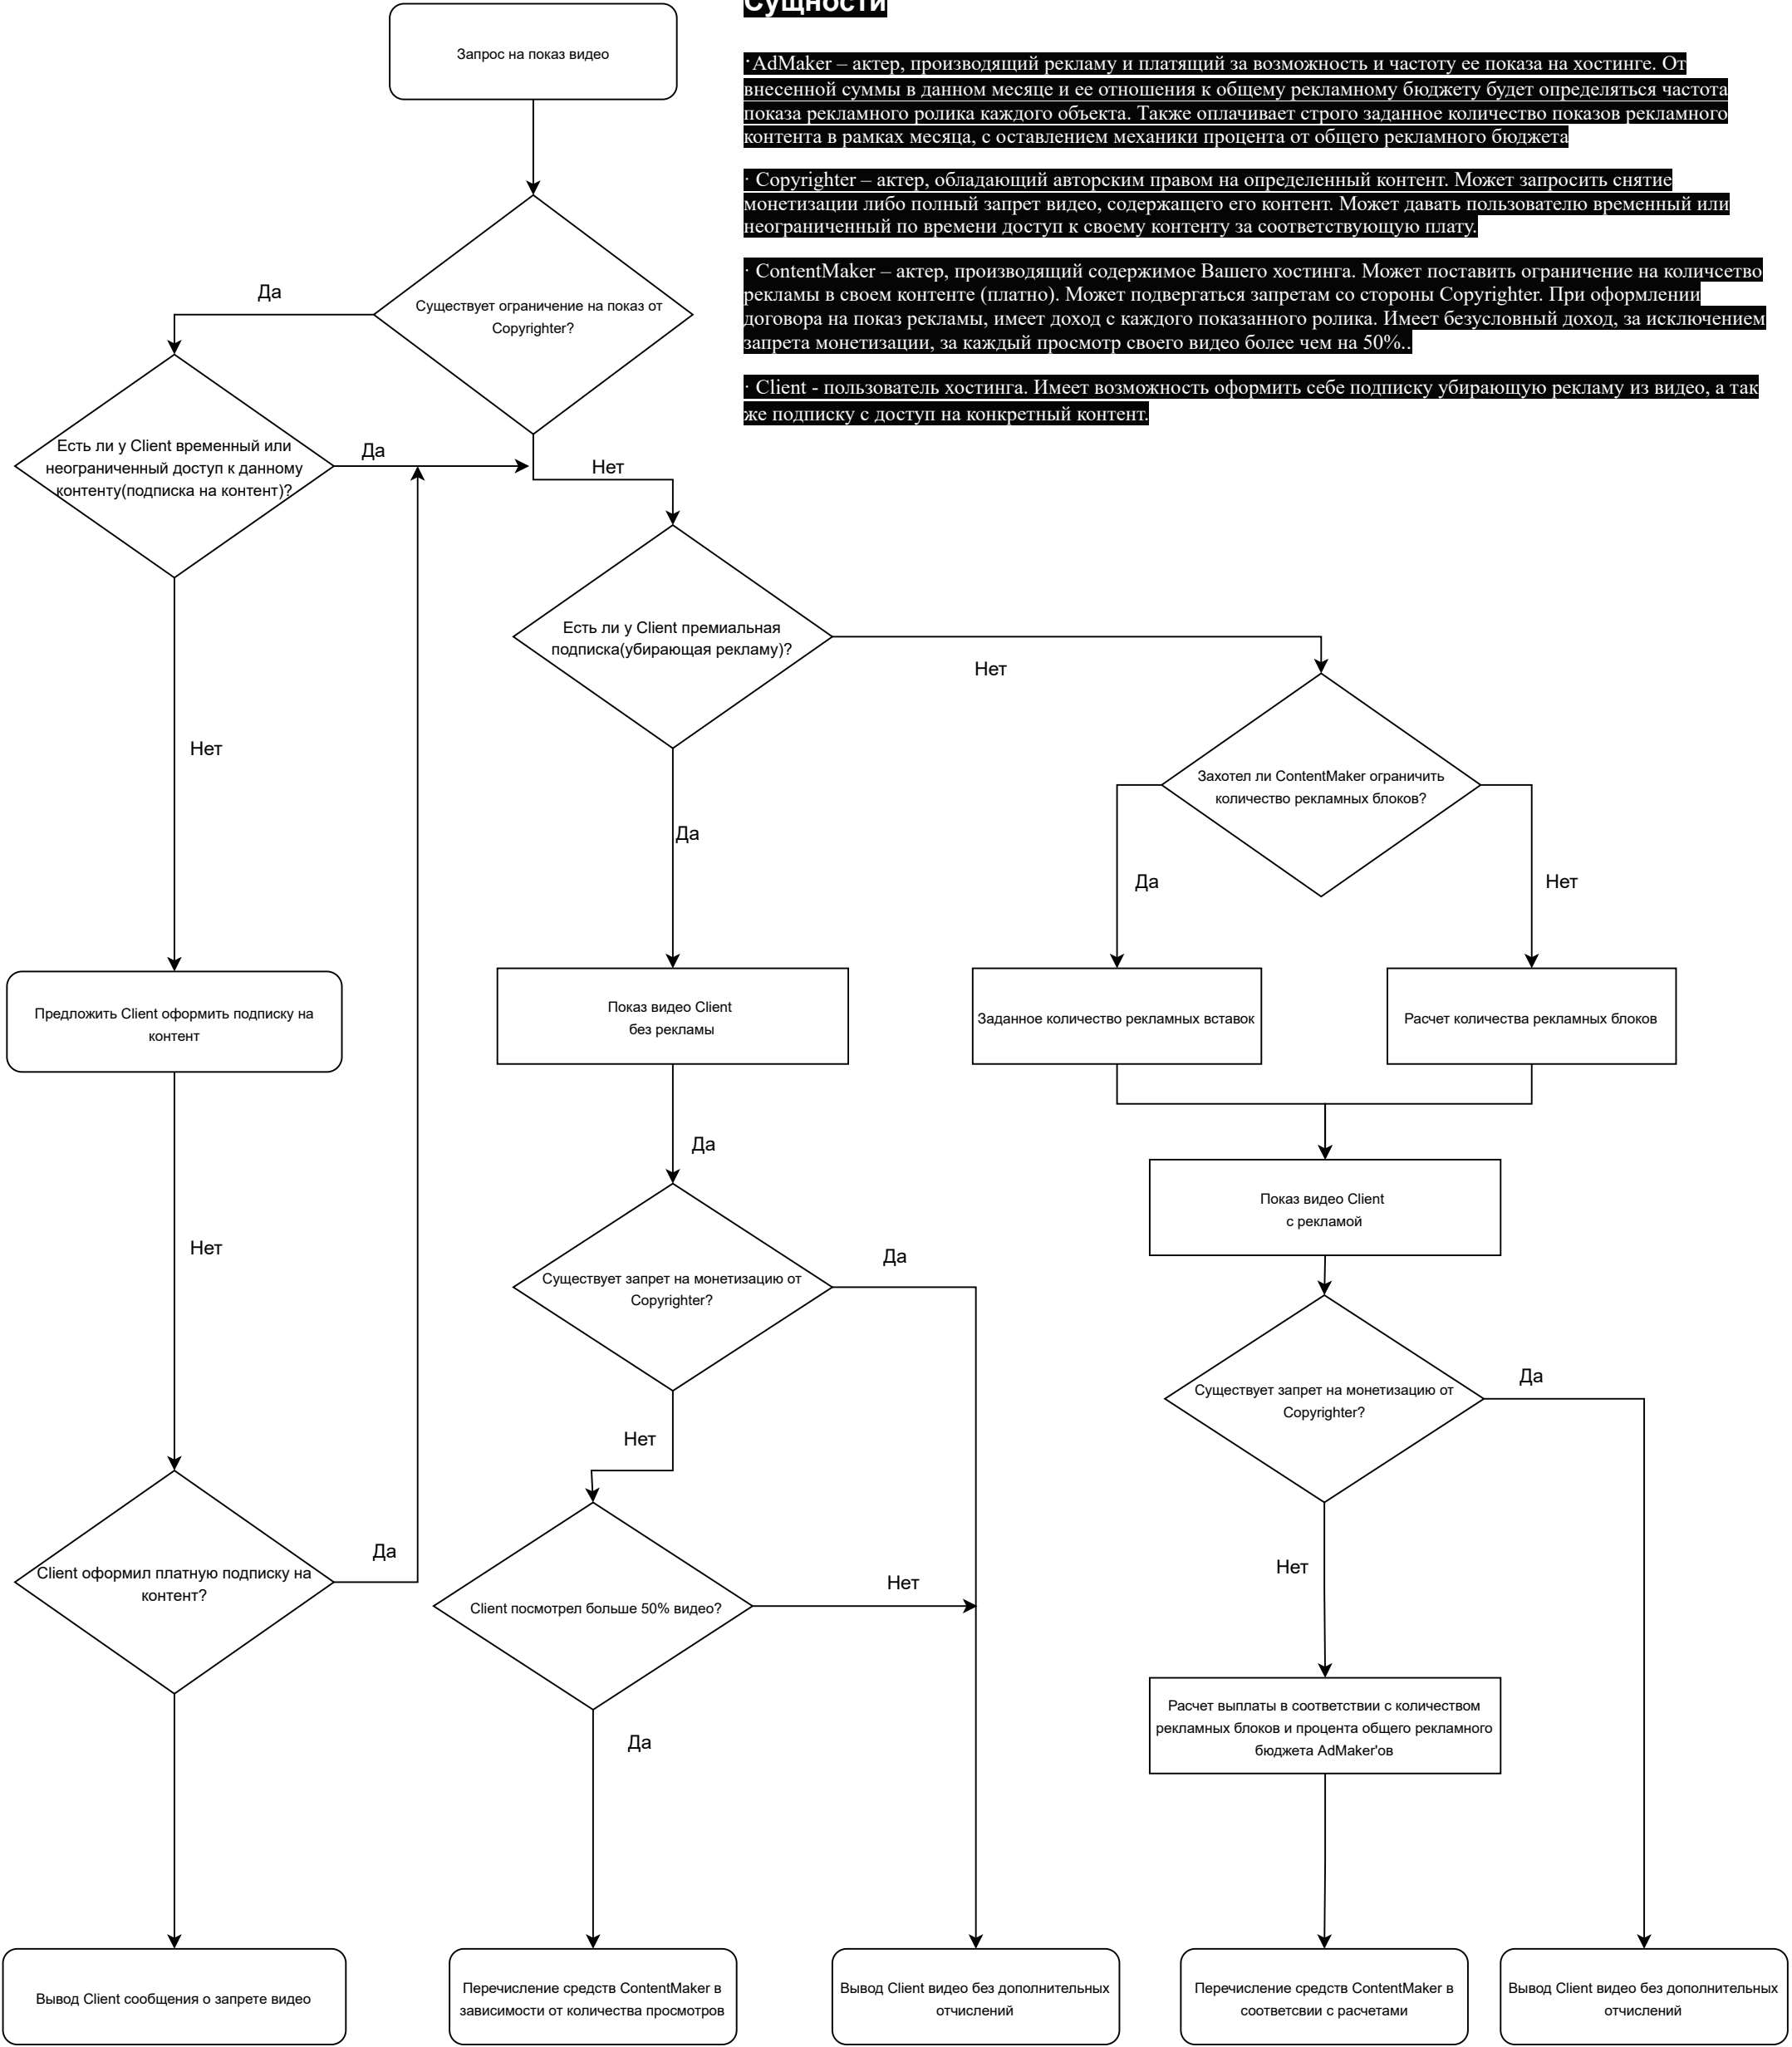 Сущности
Запрос на показ видео
·AdMaker – актер, производящий рекламу и платящий за возможность и частоту ее показа на хостинге. От
внесенной суммы в данном месяце и ее отношения к общему рекламному бюджету будет определяться частота
показа рекламного ролика каждого объекта. Также оплачивает строго заданное количество показов рекламного
контента в рамках месяца, с оставлением механики процента от общего рекламного бюджета
· Copyrighter – актер, обладающий авторским правом на определенный контент. Может запросить снятие
монетизации либо полный запрет видео, содержащего его контент. Может давать пользователю временный или
неограниченный по времени доступ к своему контенту за соответствующую плату.
· ContentMaker – актер, производящий содержимое Вашего хостинга. Может поставить ограничение на количсетво
рекламы в своем контенте (платно). Может подвергаться запретам со стороны Copyrighter. При оформлении
договора на показ рекламы, имеет доход с каждого показанного ролика. Имеет безусловный доход, за исключением
запрета монетизации, за каждый просмотр своего видео более чем на 50%..
· Client - пользователь хостинга. Имеет возможность оформить себе подписку убирающую рекламу из видео, а так
же подписку с доступ на конкретный контент.
Да
Существует ограничение на показ от
Copyrighter?
Есть ли у Client временный или
неограниченный доступ к данному
контенту(подписка на контент)?
Да
Нет
Есть ли у Client премиальная
подписка(убирающая рекламу)?
Нет
Нет
Захотел ли ContentMaker ограничить
количество рекламных блоков?
Да
Да
Нет
Предложить Client оформить подписку на
контент
Показ видео Client
без рекламы
Заданное количество рекламных вставок
Расчет количества рекламных блоков
Да
Показ видео Client
с рекламой
Нет
Существует запрет на монетизацию от
Copyrighter?
Да
Существует запрет на монетизацию от
Copyrighter?
Да
Нет
Client оформил платную подписку на
контент?
Да
Client посмотрел больше 50% видео?
Нет
Нет
Расчет выплаты в соответствии с количеством
рекламных блоков и процента общего рекламного
бюджета AdMaker'ов
Да
Вывод Client сообщения о запрете видео
Перечисление средств ContentMaker в
зависимости от количества просмотров
Вывод Client видео без дополнительных
отчислений
Перечисление средств ContentMaker в
соответсвии с расчетами
Вывод Client видео без дополнительных
отчислений